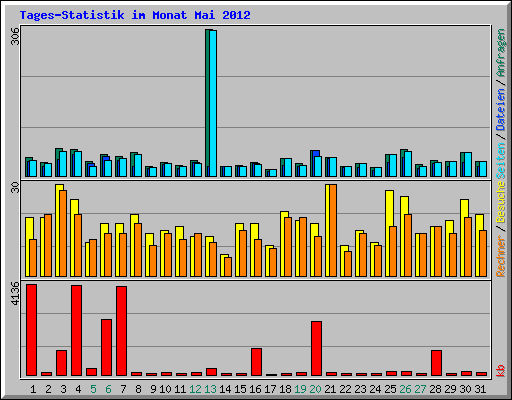 Tages-Statistik im Monat Mai 2012
306
30
4136
Rechner / Besuche Seiten / Dateien / Anfragen
kb
1 2 3 4 5 6 7 8 9 10 11 12 13 14 15 16 17 18 19 20 21 22 23 24 25 26 27 28 29 30 31